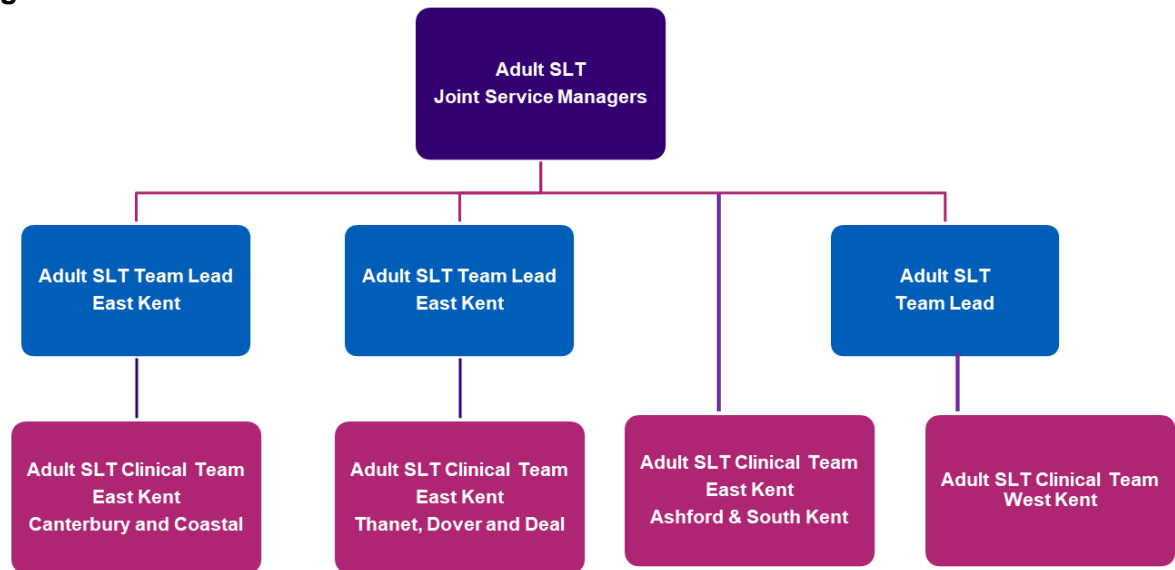 g
Adult SLT
Joint Service Managers
Adult SLT Team Lead
East Kent
Adult SLT Team Lead
East Kent
Adult SLT
Team Lead
Adult SLT Clinical Team
East Kent
Canterbury and Coastal
Adult SLT Clinical Team
East Kent
Thanet, Dover and Deal
Adult SLT Clinical Team
East Kent
Ashford & South Kent
Adult SLT Clinical Team
West Kent